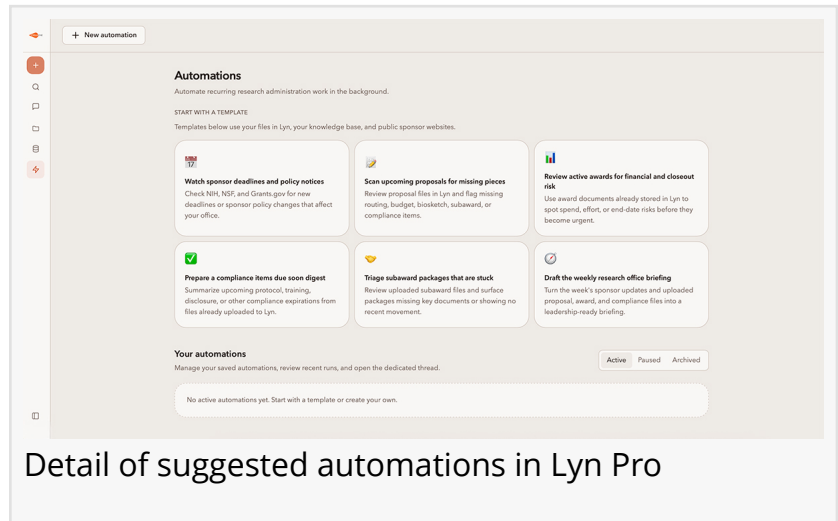 + New automation
Automations
Automate recurring research administration work in the background.
START WITH A TEMPLATE
Templates below use your files in Lyn, your knowledge base, and public sponsor websites.
Watch sponsor deadlines and policy notices
Check NIH, NSF, and Grants.gov for new
deadlines or sponsor policy changes that affect
your office.
Scan upcoming proposals for missing pieces
Review proposal files in Lyn and flag missing
routing, budget, biosketch, subaward, or
compliance items.
Review active awards for financial and closeout
risk
Use award documents already stored in Lyn to
spot spend, effort, or end-date risks before they
become urgent.
Prepare a compliance items due soon digest
Summarize upcoming protocol, training,
disclosure, or other compliance expirations from
files already uploaded to Lyn.
Triage subaward packages that are stuck
Review uploaded subaward files and surface
packages missing key documents or showing no
recent movement.
Draft the weekly research office briefing
Turn the week's sponsor updates and uploaded
proposal, award, and compliance files into a
leadership-ready briefing.
Your automations
Manage your saved automations, review recent runs, and open the dedicated thread.
Active Paused Archived
No active automations yet. Start with a template or create your own.
Detail of suggested automations in Lyn Pro